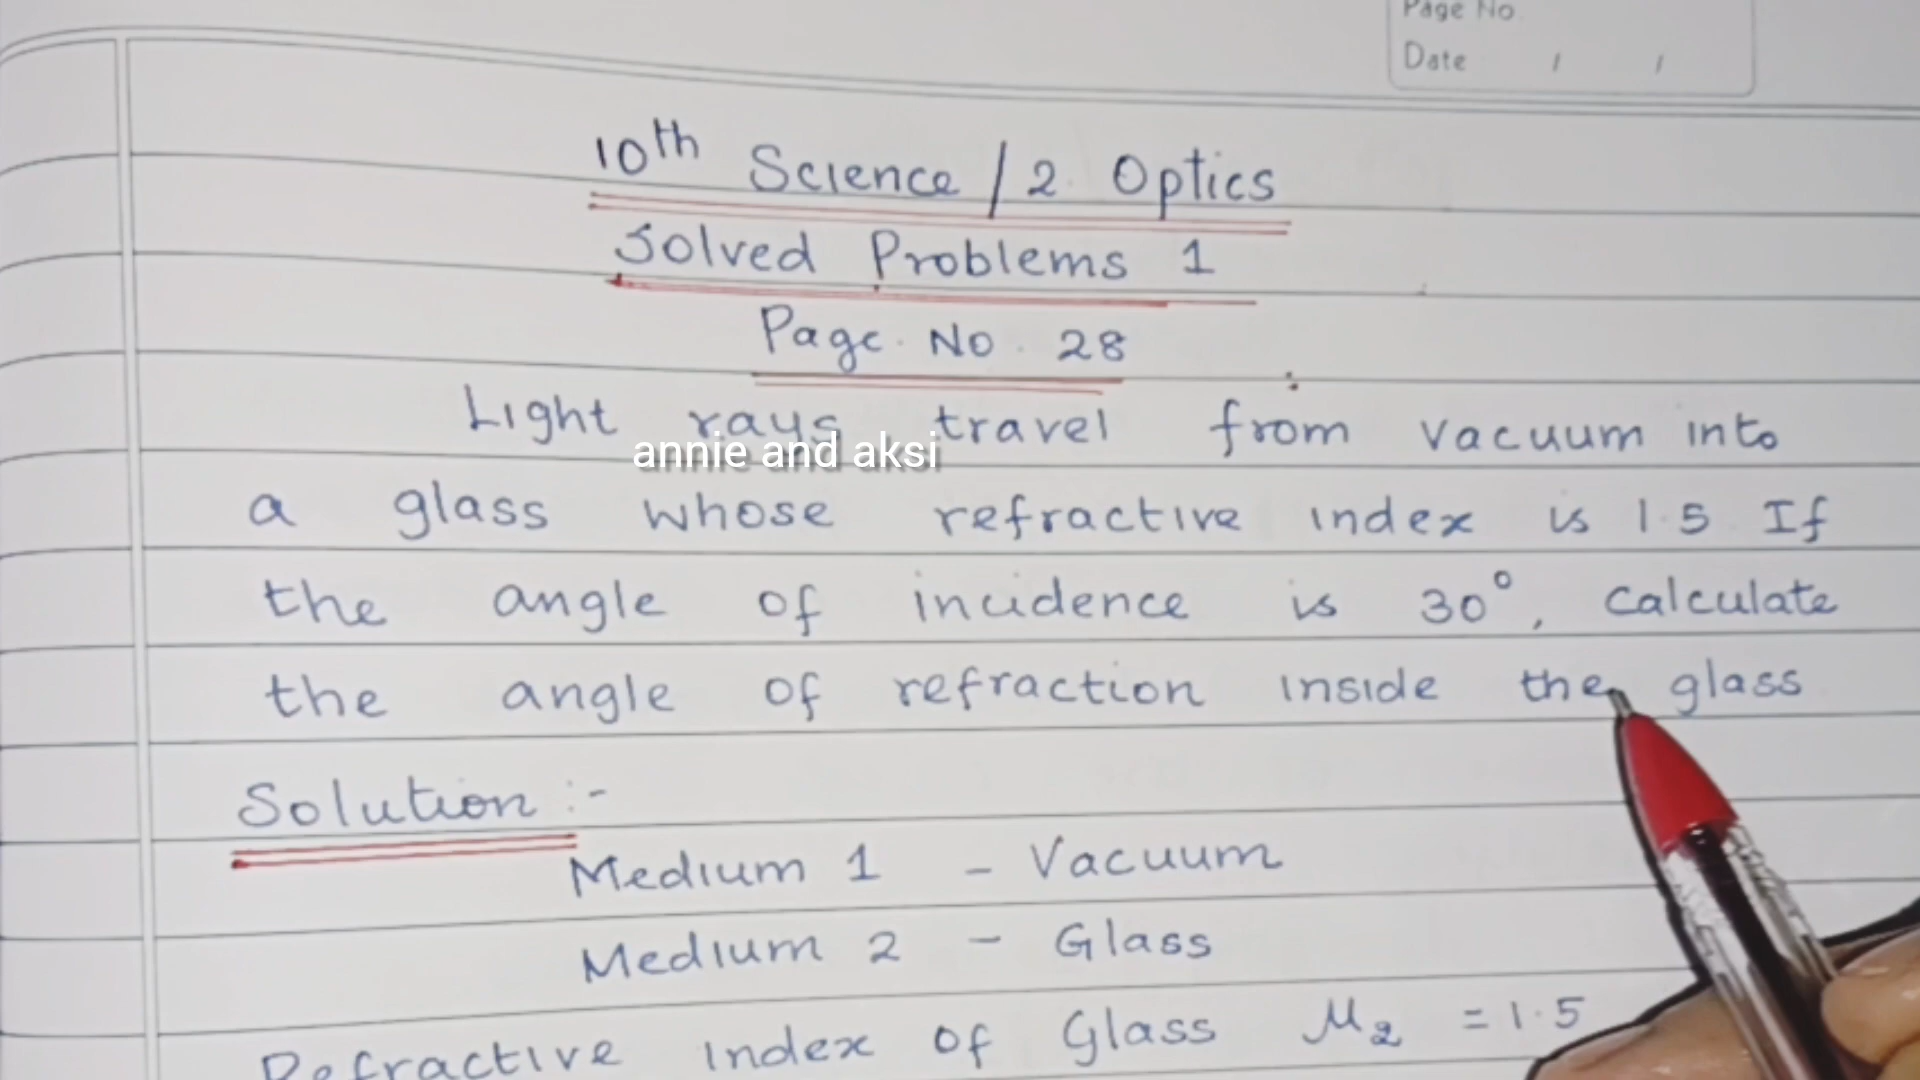 Page No
Date / /
10th Science / 2 Optics
Solved Problems 1
Page No. 28
Light rays travel from vacuum into
annie and aksi
a glass whose refractive index is 1.5 If
the angle of incidence is 30°, calculate
the angle of refraction inside the glass
Solution :-
Medium 1 - Vacuum
Medium 2 - Glass
Refractive index of Glass μ2 = 1.5